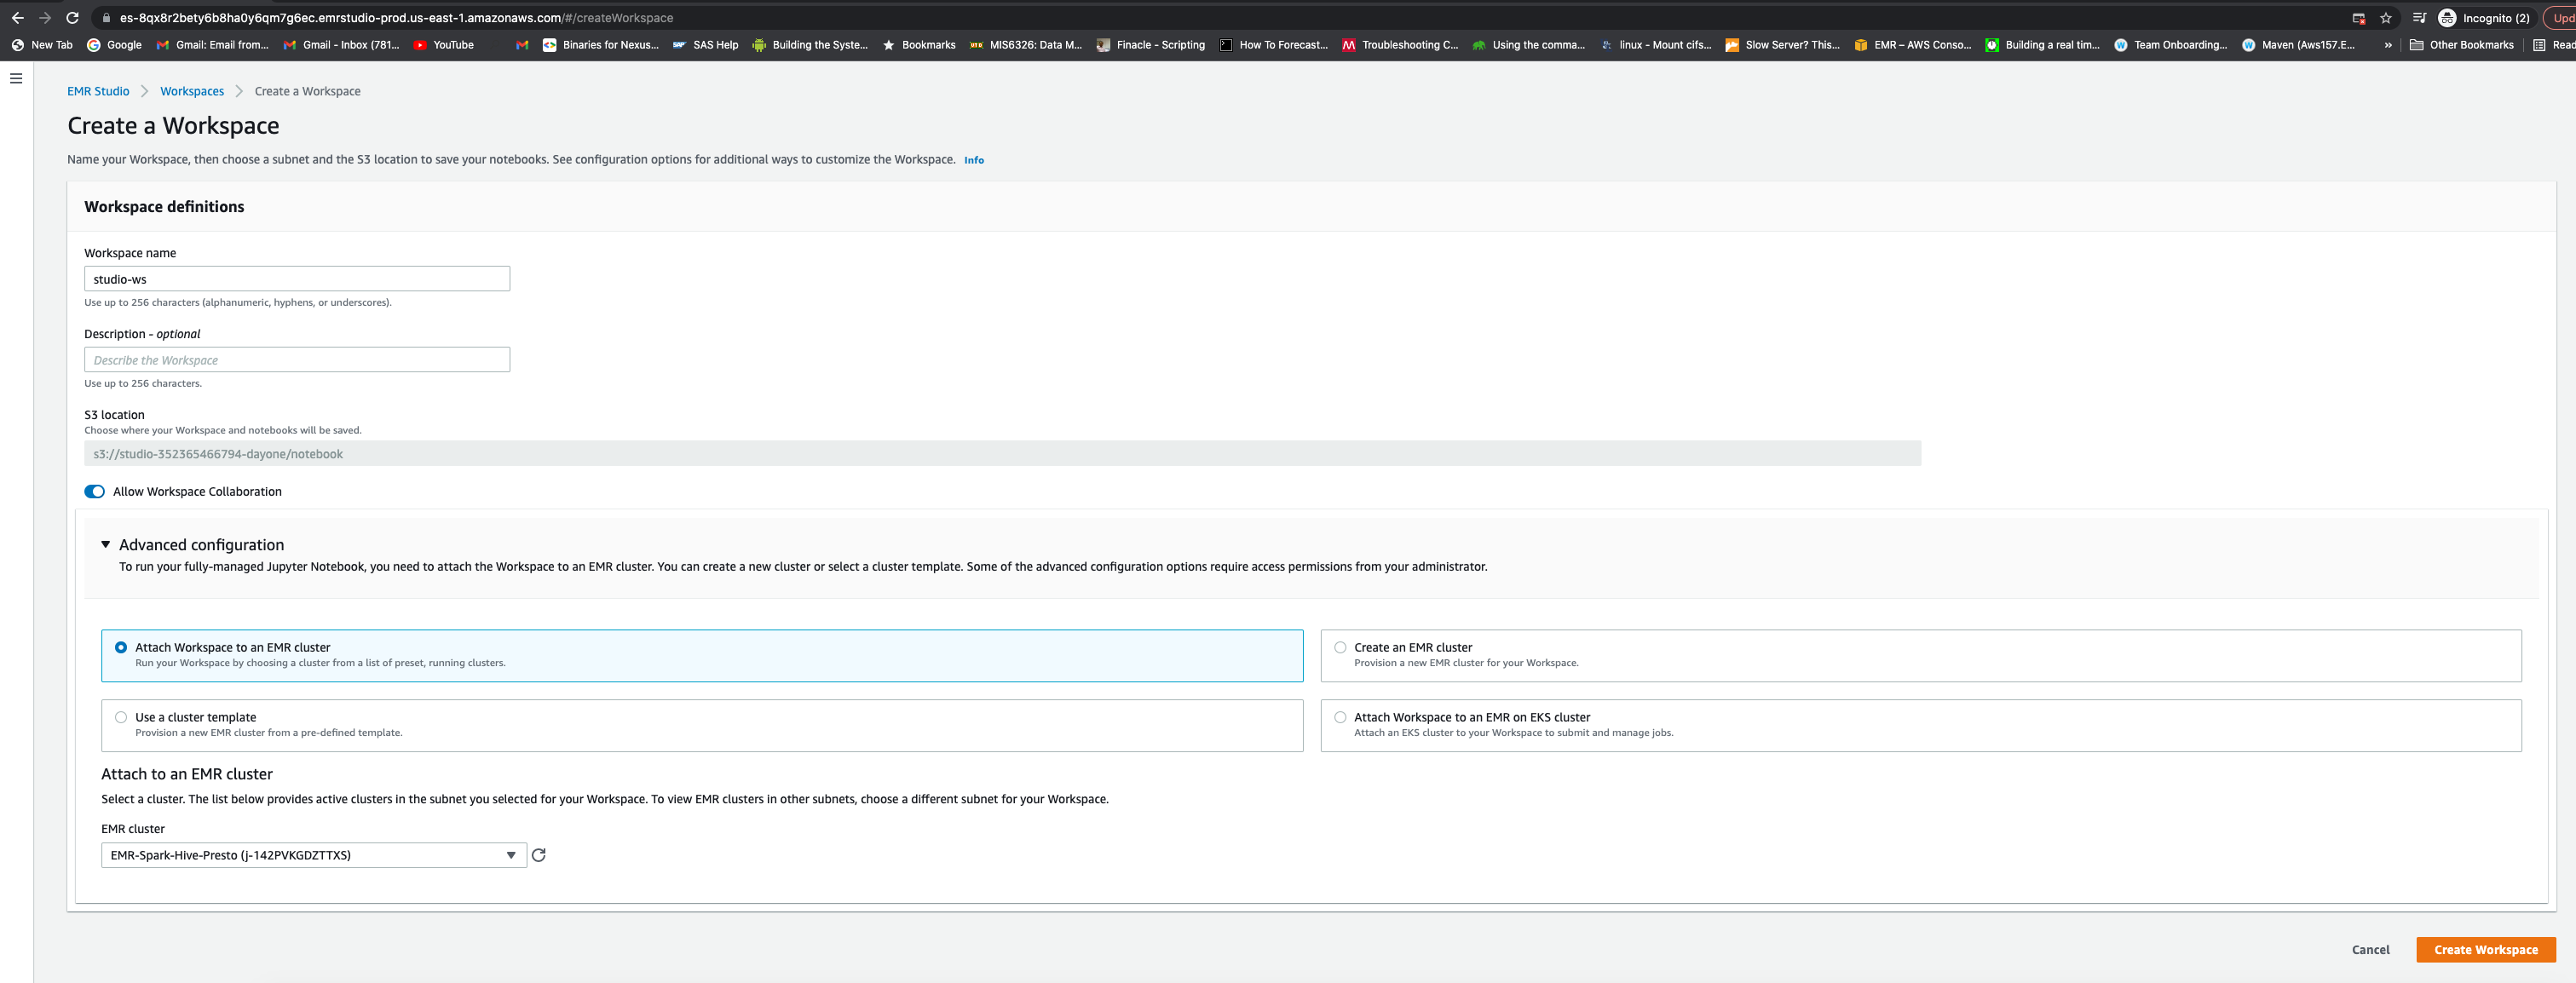 es-8qx8r2bety6b8ha0y6qm7g6ec.emrstudio-prod.us-east-1.amazonaws.com/#/createWorkspace
Incognito (2)
Upd
New Tab
Google
Gmail: Email from...
Gmail - Inbox (781...
YouTube
Binaries for Nexus...
SAS Help
Building the Syste...
Bookmarks
MIS6326: Data M...
Finacle - Scripting
How To Forecast...
Troubleshooting C...
Using the comma...
linux - Mount cifs...
Slow Server? This...
EMR – AWS Conso...
Building a real tim...
Team Onboarding...
Maven (Aws157.E...
»
Other Bookmarks
Read
EMR Studio
Workspaces
Create a Workspace
Create a Workspace
Name your Workspace, then choose a subnet and the S3 location to save your notebooks. See configuration options for additional ways to customize the Workspace. Info
Workspace definitions
Workspace name
studio-ws
Use up to 256 characters (alphanumeric, hyphens, or underscores).
Description - optional
Describe the Workspace
Use up to 256 characters.
S3 location
Choose where your Workspace and notebooks will be saved.
s3://studio-352365466794-dayone/notebook
Allow Workspace Collaboration
Advanced configuration
To run your fully-managed Jupyter Notebook, you need to attach the Workspace to an EMR cluster. You can create a new cluster or select a cluster template. Some of the advanced configuration options require access permissions from your administrator.
Attach Workspace to an EMR cluster
Run your Workspace by choosing a cluster from a list of preset, running clusters.
Create an EMR cluster
Provision a new EMR cluster for your Workspace.
Use a cluster template
Provision a new EMR cluster from a pre-defined template.
Attach Workspace to an EMR on EKS cluster
Attach an EKS cluster to your Workspace to submit and manage jobs.
Attach to an EMR cluster
Select a cluster. The list below provides active clusters in the subnet you selected for your Workspace. To view EMR clusters in other subnets, choose a different subnet for your Workspace.
EMR cluster
EMR-Spark-Hive-Presto (j-142PVKGDZTTXS)
Cancel
Create Workspace